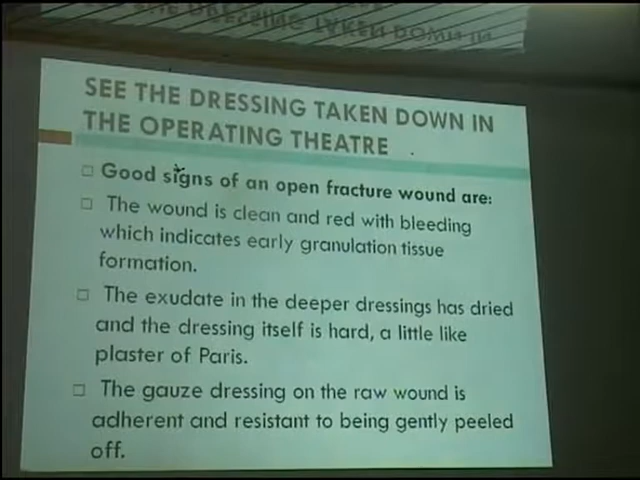 SEE THE DRESSING TAKEN DOWN IN
THE OPERATING THEATRE
Good signs of an open fracture wound are:
The wound is clean and red with bleeding
which indicates early granulation tissue
formation.
The exudate in the deeper dressings has dried
and the dressing itself is hard, a little like
plaster of Paris.
The gauze dressing on the raw wound is
adherent and resistant to being gently peeled
off.